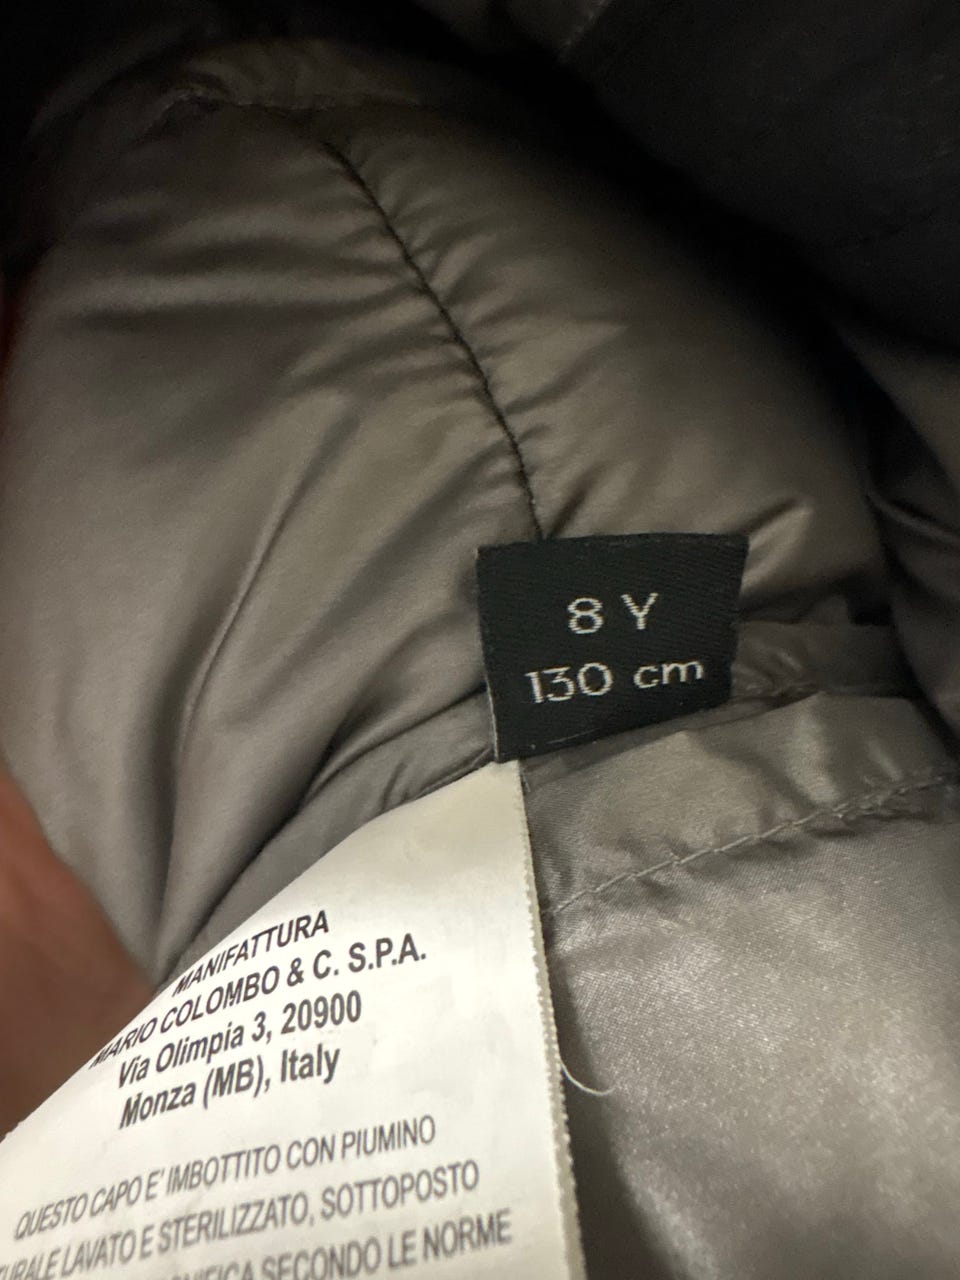 8 Y
130 cm
MANIFATTURA
MARIO COLOMBO & C. S.P.A.
Via Olimpia 3, 20900
Monza (MB), Italy
QUESTO CAPO E' IMBOTTITO CON PIUMINO
LAVATO E STERILIZZATO, SOTTOPOSTO
SECONDO LE NORME